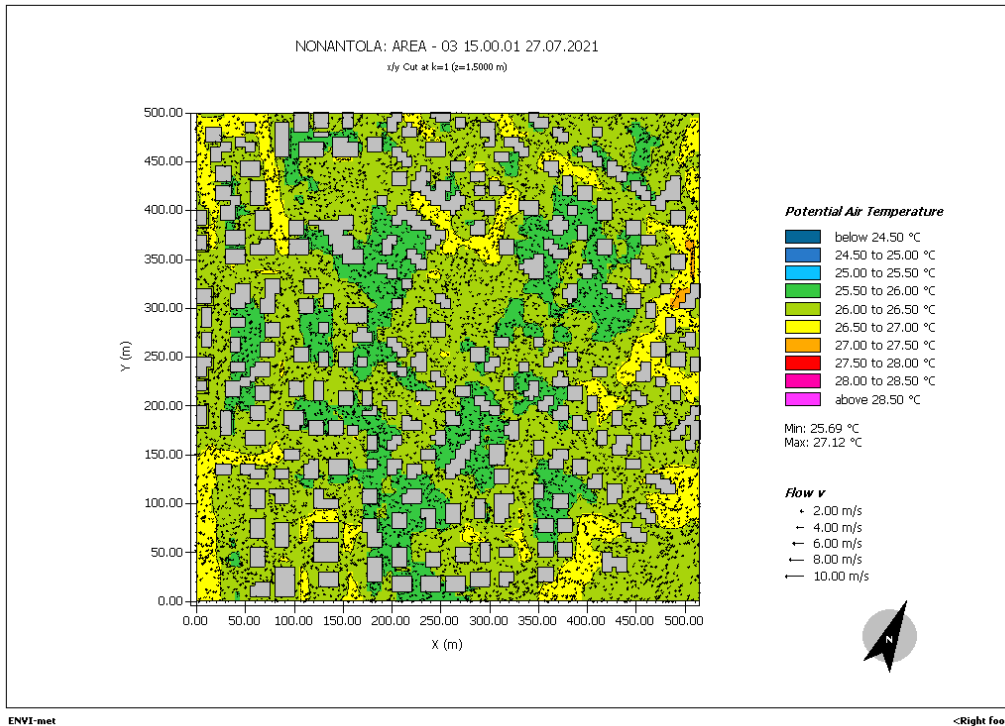 NONANTOLA: AREA - 03 15.00.01 27.07.2021
x/y Cut at k=1 (z=1.5000 m)
500.00
450.00
400.00
350.00
300.00
250.00
200.00
150.00
100.00
50.00
0.00
Y (m)
0.00 50.00 100.00 150.00 200.00 250.00 300.00 350.00 400.00 450.00 500.00
X (m)
Potential Air Temperature
below 24.50 °C
24.50 to 25.00 °C
25.00 to 25.50 °C
25.50 to 26.00 °C
26.00 to 26.50 °C
26.50 to 27.00 °C
27.00 to 27.50 °C
27.50 to 28.00 °C
28.00 to 28.50 °C
above 28.50 °C
Min: 25.69 °C
Max: 27.12 °C
Flow v
2.00 m/s
4.00 m/s
6.00 m/s
8.00 m/s
10.00 m/s
N
ENVI-met
<Right foo